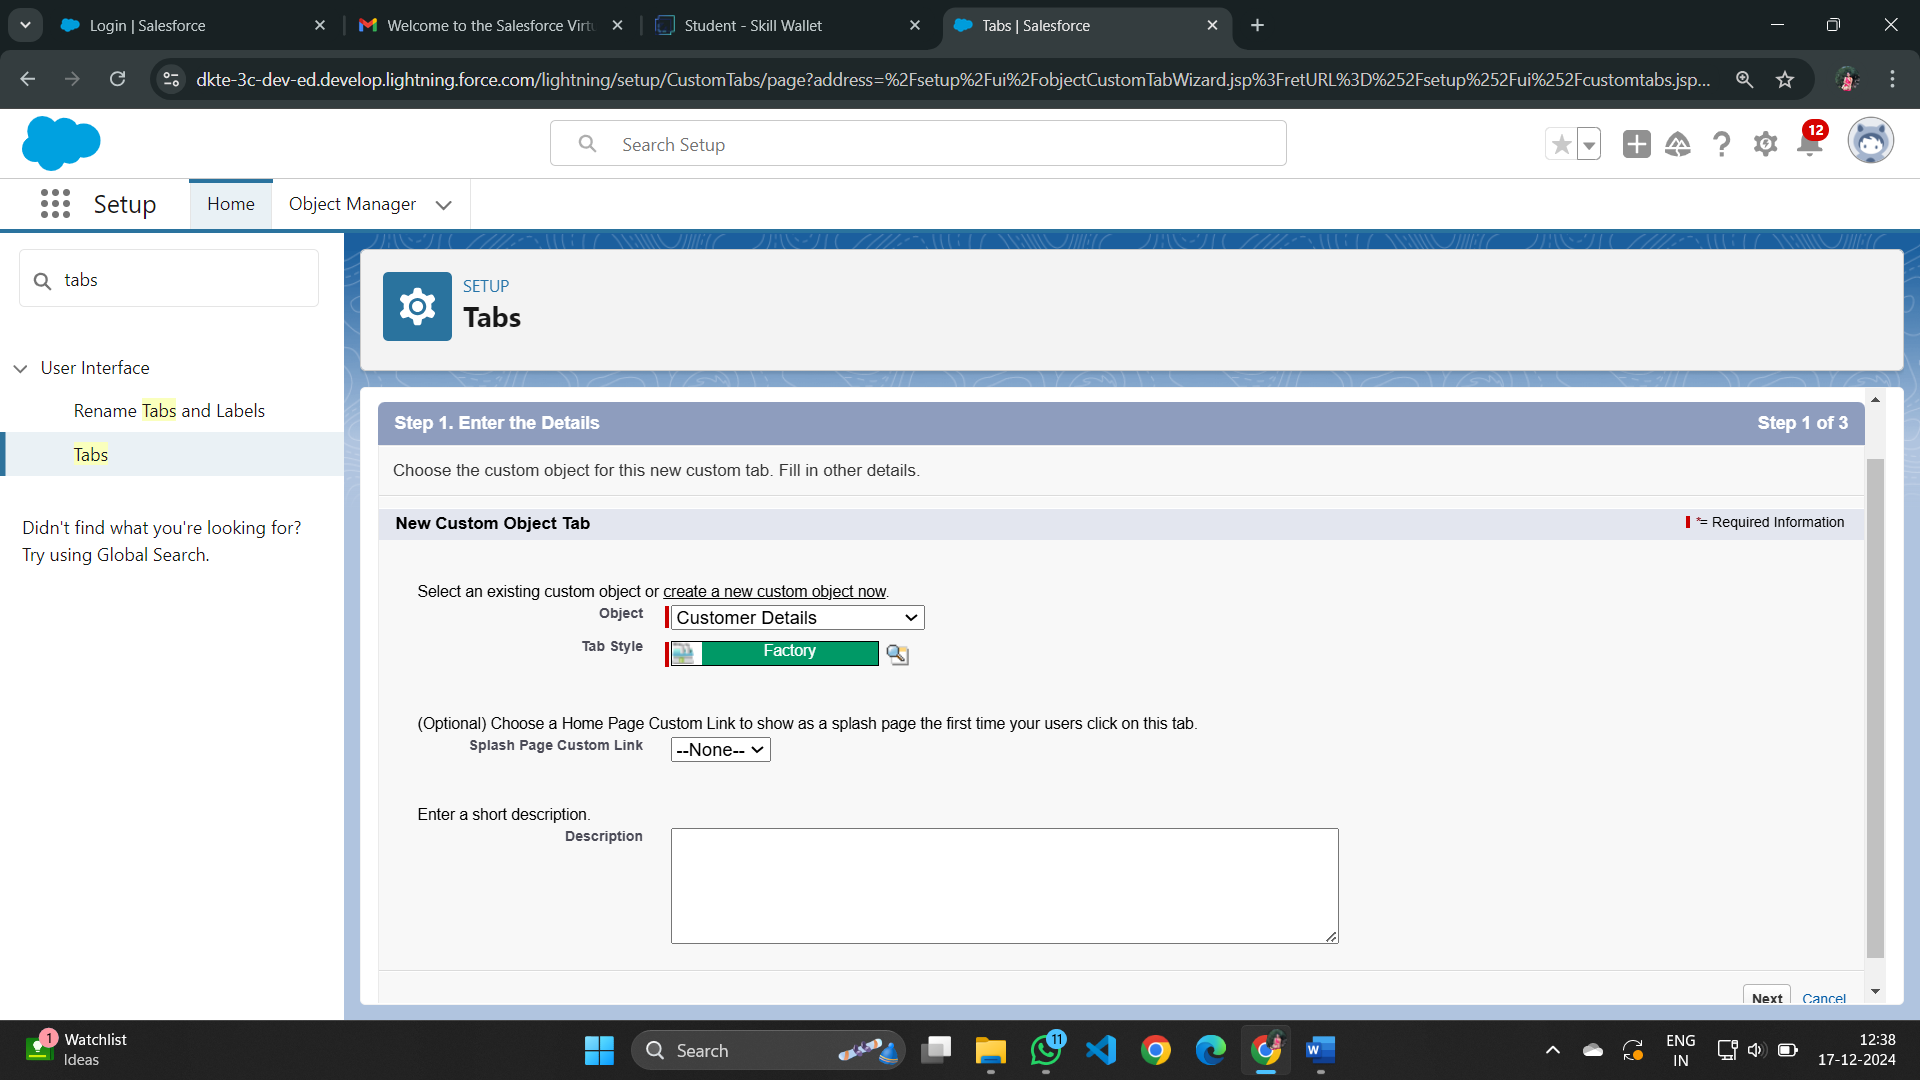 Login | Salesforce
Welcome to the Salesforce Virtu
Student - Skill Wallet
Tabs | Salesforce
dkte-3c-dev-ed.develop.lightning.force.com/lightning/setup/CustomTabs/page?address=%2Fsetup%2Fui%2FobjectCustomTabWizard.jsp%3FretURL%3D%252Fsetup%252Fui%252Fcustomtabs.jsp...
Search Setup
12
Setup
Home
Object Manager
tabs
User Interface
Rename Tabs and Labels
Tabs
Didn't find what you're looking for?
Try using Global Search.
SETUP
Tabs
Step 1. Enter the Details
Step 1 of 3
Choose the custom object for this new custom tab. Fill in other details.
New Custom Object Tab
*= Required Information
Select an existing custom object or create a new custom object now.
Object
Customer Details
Tab Style
Factory
(Optional) Choose a Home Page Custom Link to show as a splash page the first time your users click on this tab.
Splash Page Custom Link
--None--
Enter a short description.
Description
Next
Cancel
1
Watchlist
Ideas
Search
11
W
ENG
IN
12:38
17-12-2024